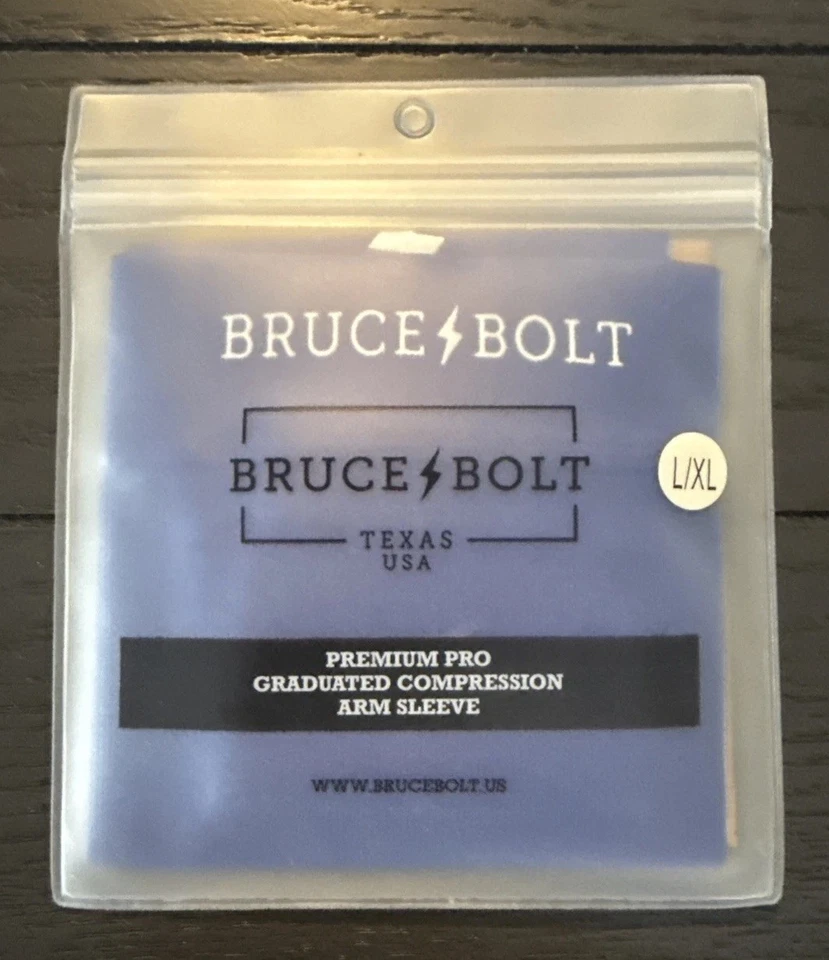 BRUCE BOLT
BRUCE BOLT
L/XL
TEXAS
USA
PREMIUM PRO
GRADUATED COMPRESSION
ARM SLEEVE
WWW.BRUCEBOLT.US